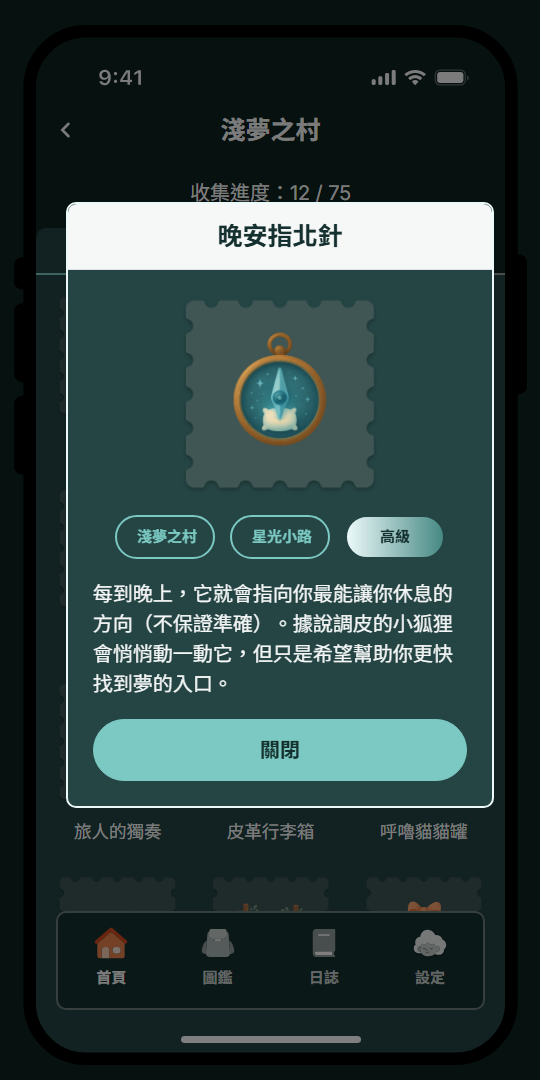 9:41
淺夢之村
收集進度：12 / 75
晚安指北針
淺夢之村
星光小路
高級
每到晚上，它就會指向你最能讓你休息的
方向（不保證準確）。據說調皮的小狐狸
會悄悄動一動它，但只是希望幫助你更快
找到夢的入口。
關閉
旅人的獨奏
皮革行李箱
呼嚕貓貓罐
首頁
圖鑑
日誌
設定